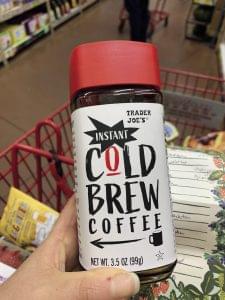 TRADER JOE'S
INSTANT
COLD
BREW
COFFEE
NET WT. 3.5 OZ (99g)